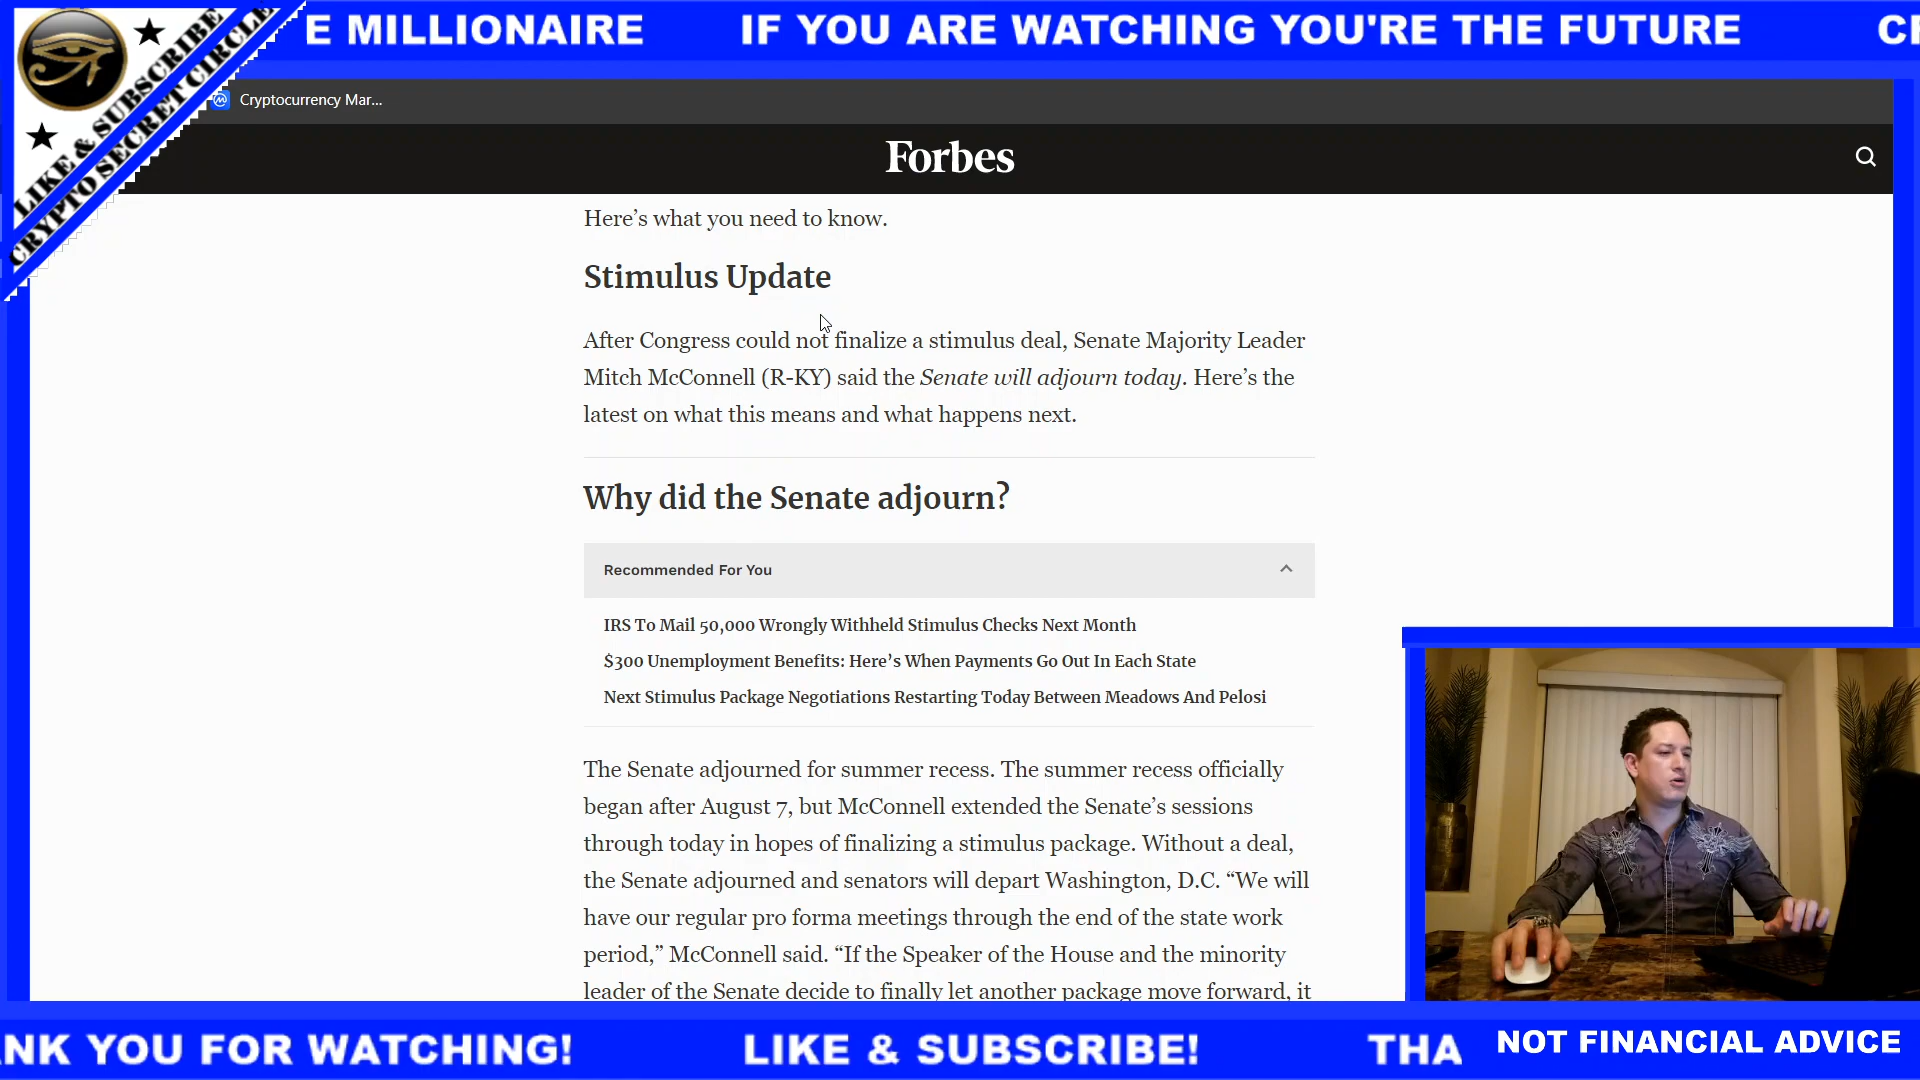 E MILLIONAIRE
IF YOU ARE WATCHING YOU'RE THE FUTURE
CR
LIKE & SUBSCRIBE
CRYPTO SECRET CIRCLE
Cryptocurrency Mar...
Forbes
Here’s what you need to know.
Stimulus Update
After Congress could not finalize a stimulus deal, Senate Majority Leader
Mitch McConnell (R-KY) said the Senate will adjourn today. Here’s the
latest on what this means and what happens next.
Why did the Senate adjourn?
Recommended For You
IRS To Mail 50,000 Wrongly Withheld Stimulus Checks Next Month
$300 Unemployment Benefits: Here’s When Payments Go Out In Each State
Next Stimulus Package Negotiations Restarting Today Between Meadows And Pelosi
The Senate adjourned for summer recess. The summer recess officially
began after August 7, but McConnell extended the Senate’s sessions
through today in hopes of finalizing a stimulus package. Without a deal,
the Senate adjourned and senators will depart Washington, D.C. “We will
have our regular pro forma meetings through the end of the state work
period,” McConnell said. “If the Speaker of the House and the minority
leader of the Senate decide to finally let another package move forward, it
ANK YOU FOR WATCHING!
LIKE & SUBSCRIBE!
THA
NOT FINANCIAL ADVICE